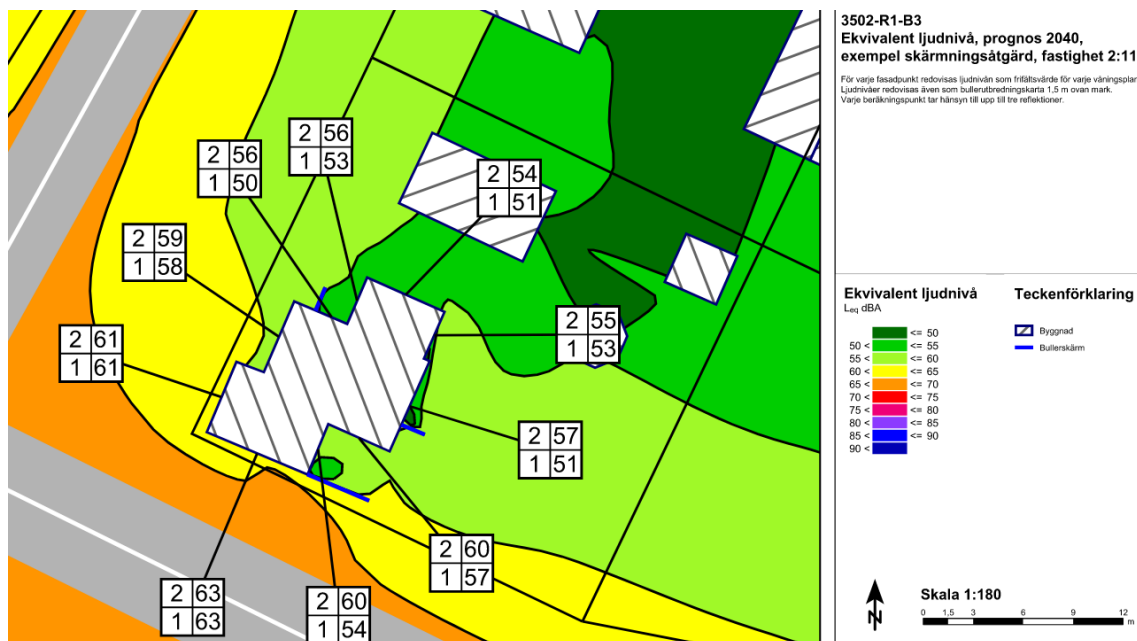 3502-R1-B3
Ekvivalent ljudnivå, prognos 2040,
exempel skärmningsåtgärd, fastighet 2:11
För varje fasadpunkt redovisas ljudnivån som frifältsvärde för varje våningsplan
Ljudnivåer redovisas även som bullerutbredningskarta 1,5 m ovan mark.
Varje beräkningspunkt tar hänsyn till upp till tre reflektioner.
2 56
1 53
2 56
1 50
2 54
1 51
2 59
1 58
2 55
1 53
2 61
1 61
2 57
1 51
2 60
1 57
2 63
1 63
2 60
1 54
Ekvivalent ljudnivå
Leq dBA
<= 50
50 < <= 55
55 < <= 60
60 < <= 65
65 < <= 70
70 < <= 75
75 < <= 80
80 < <= 85
85 < <= 90
90 <
Teckenförklaring
Byggnad
Bullerskärm
N
Skala 1:180
0 1,5 3 6 9 12
m